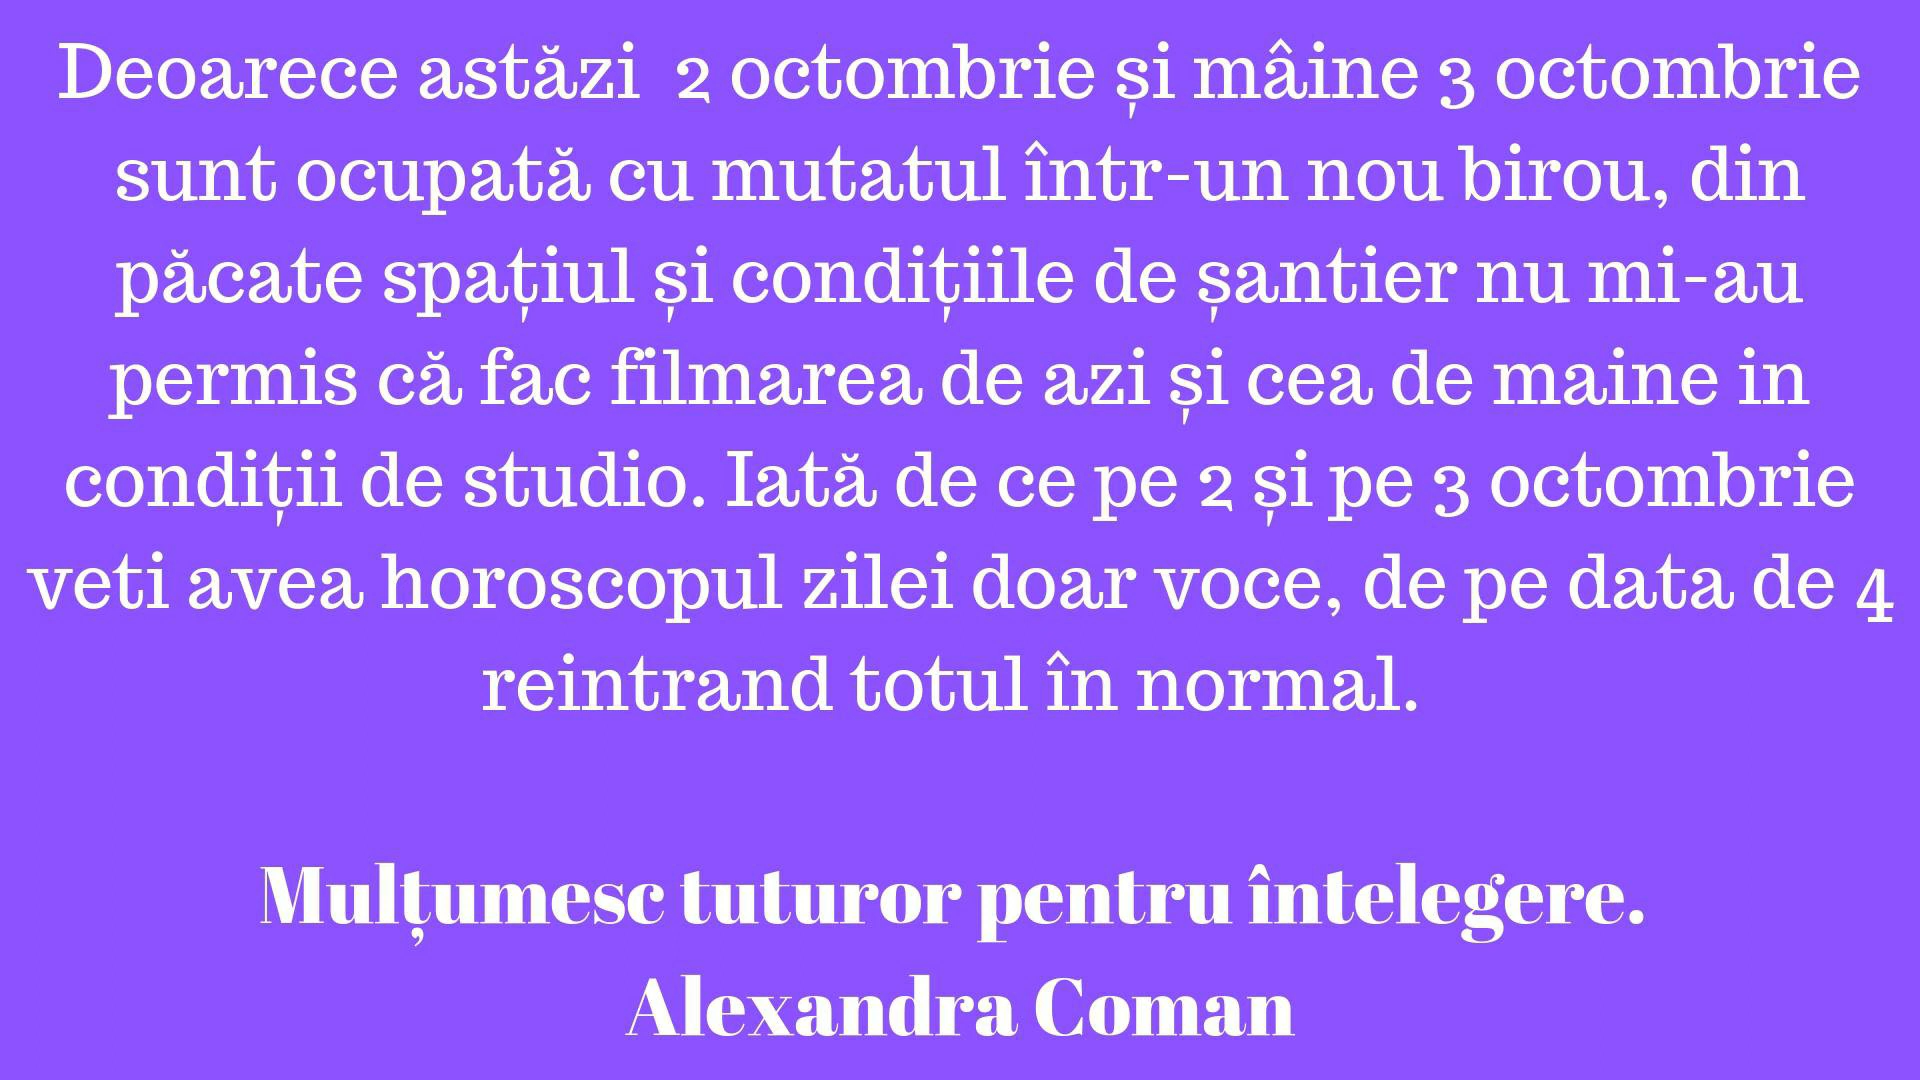 Deoarece astăzi  2 octombrie și mâine 3 octombrie
sunt ocupată cu mutatul într-un nou birou, din
păcate spațiul și condițiile de șantier nu mi-au
permis că fac filmarea de azi și cea de maine in
condiții de studio. Iată de ce pe 2 și pe 3 octombrie
veti avea horoscopul zilei doar voce, de pe data de 4
reintrand totul în normal.
Mulțumesc tuturor pentru întelegere.
Alexandra Coman